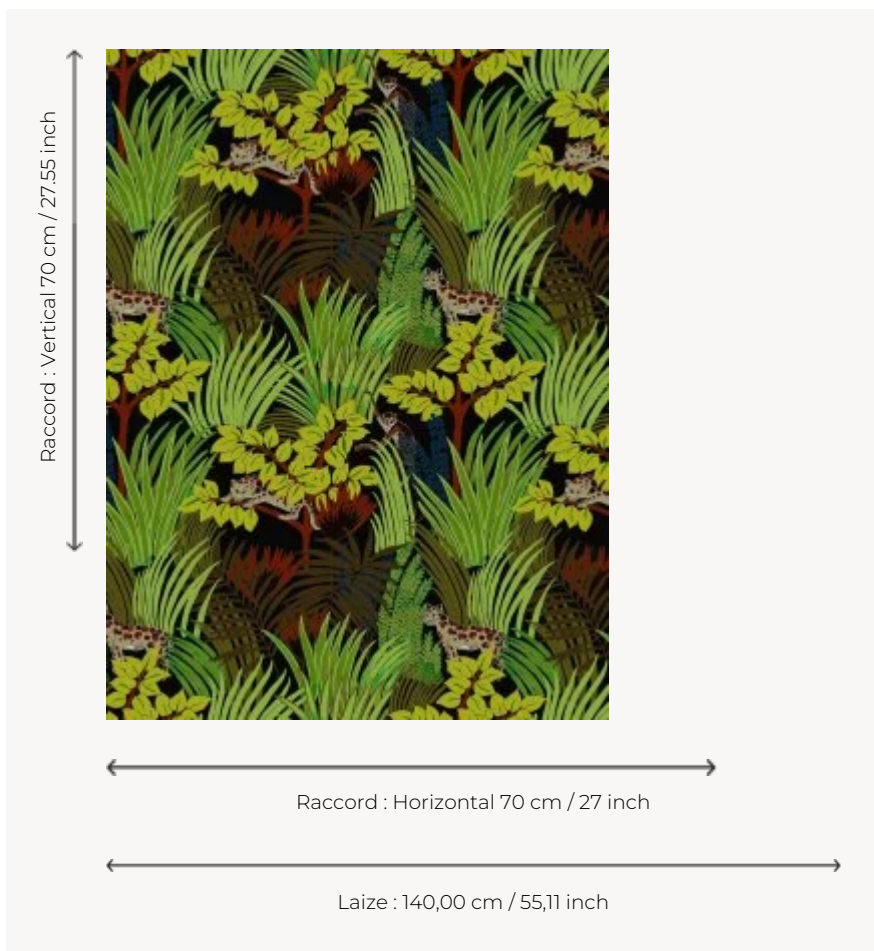 Raccord : Vertical 70 cm / 27.55 inch
Raccord : Horizontal 70 cm / 27 inch
Laize : 140,00 cm / 55,11 inch